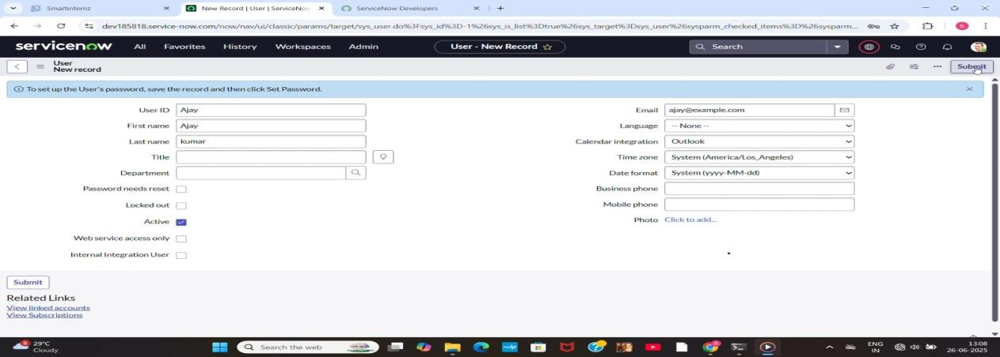 Smartinternz
New Record | User | ServiceNo
ServiceNow Developers
dev185818.service-now.com/now/nav/ui/classic/params/target/sys_user.do%3Fsys_id%3D-1%26sys_is_list%3Dtrue%26sys_target%3Dsys_user%26sysparm_checked_items%3D%26sysparm...
B
servicenow All Favorites History Workspaces Admin User - New Record Search
User
New record
Submit
To set up the User's password, save the record and then click Set Password.
User ID Ajay
First name Ajay
Last name kumar
Title
Department
Password needs reset
Locked out
Active
Web service access only
Internal Integration User
Email ajay@example.com
Language -- None --
Calendar integration Outlook
Time zone System (America/Los_Angeles)
Date format System (yyyy-MM-dd)
Business phone
Mobile phone
Photo Click to add...
Submit
Related Links
View linked accounts
View Subscriptions
29°C
Cloudy
Search the web
ENG
IN
13:08
26-06-2025